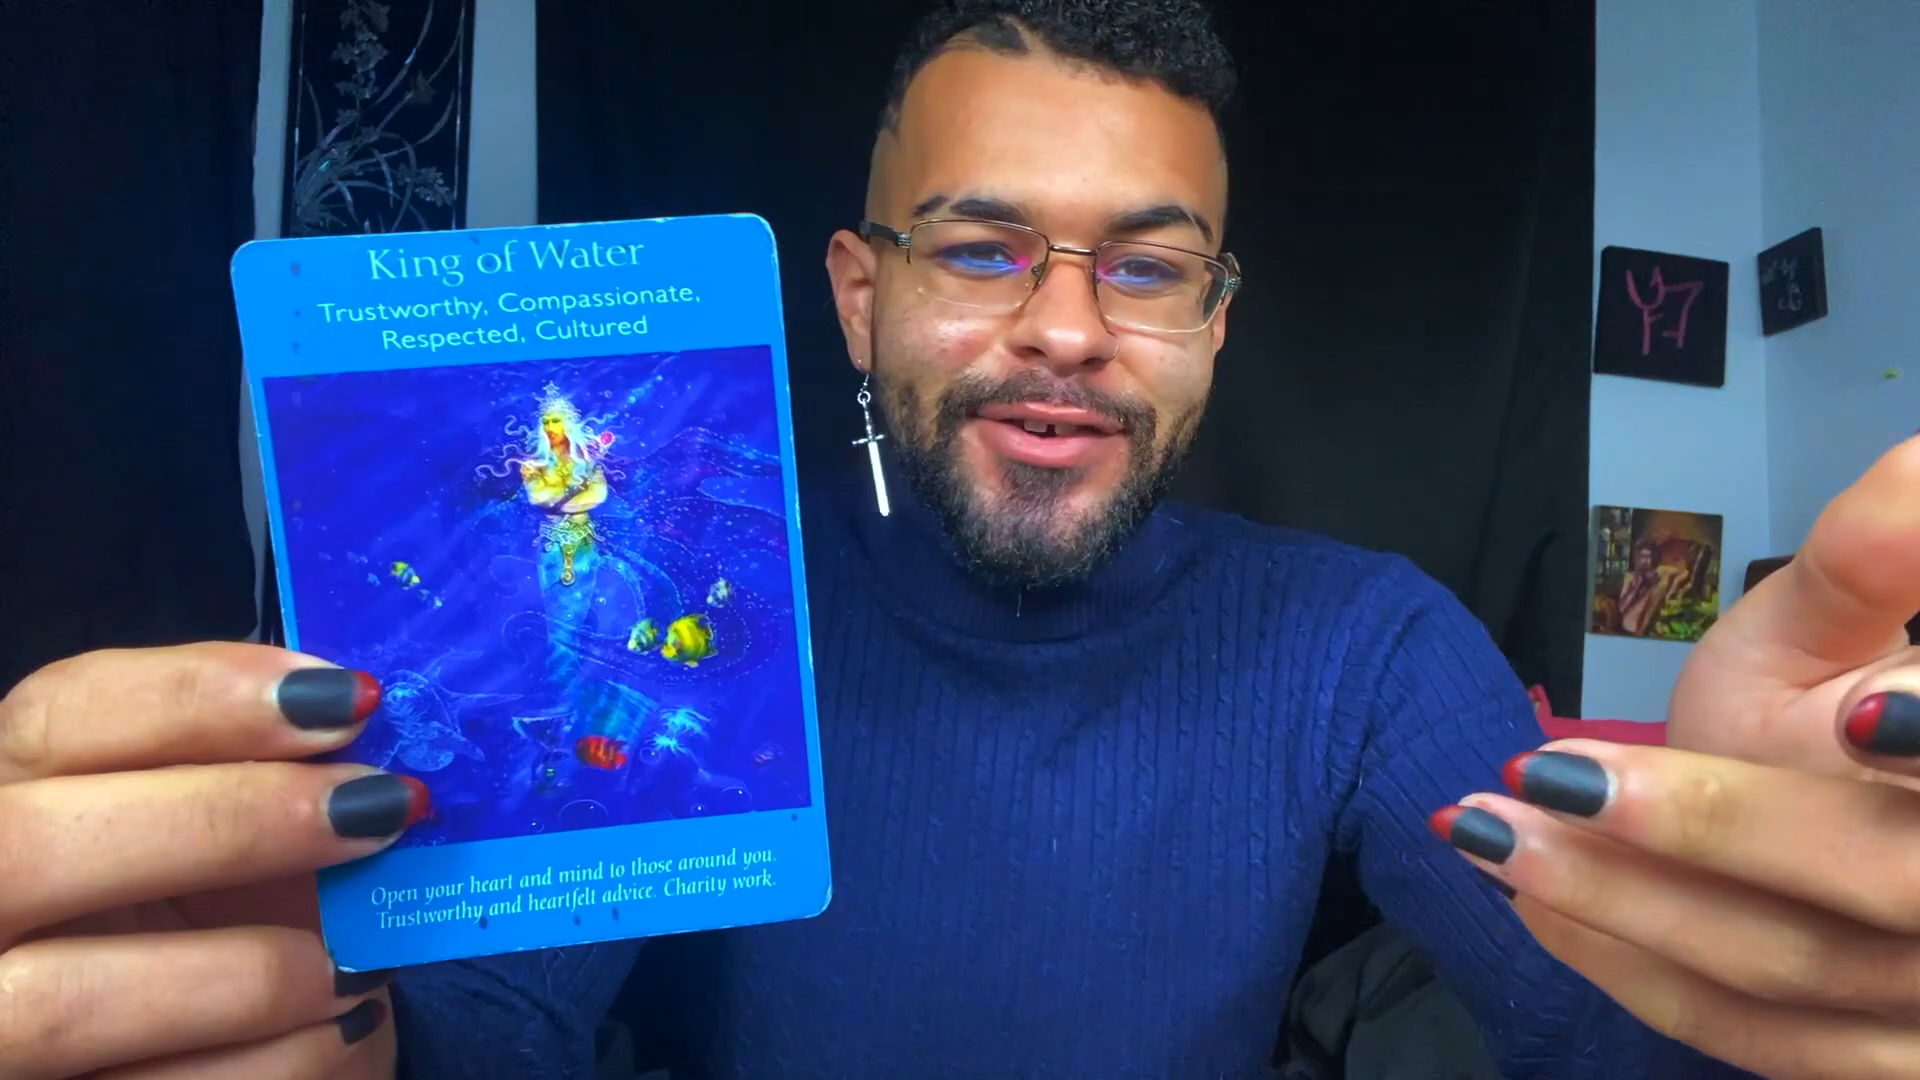 King of Water
Trustworthy, Compassionate,
Respected, Cultured
Open your heart and mind to those around you.
Trustworthy and heartfelt advice. Charity work.